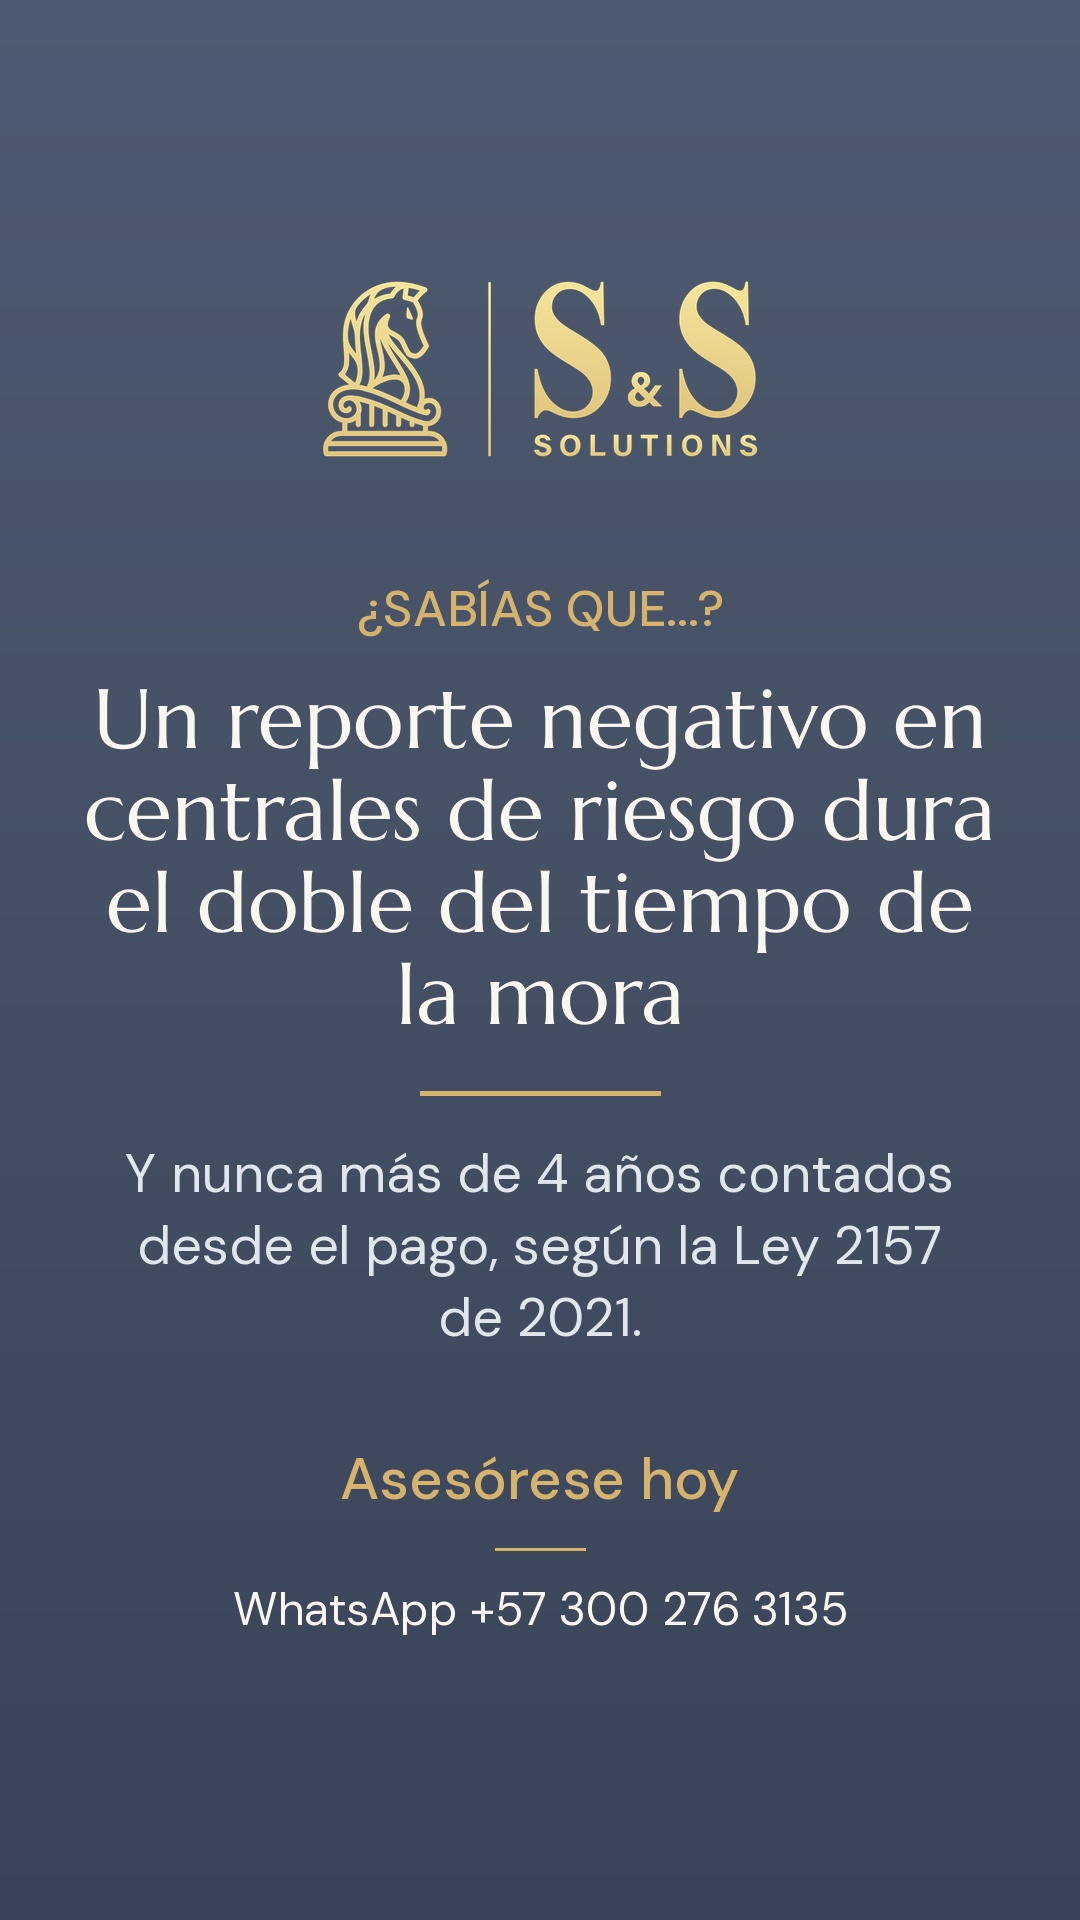 S&S
SOLUTIONS
¿SABÍAS QUE...?
Un reporte negativo en
centrales de riesgo dura
el doble del tiempo de
la mora
Y nunca más de 4 años contados
desde el pago, según la Ley 2157
de 2021.
Asesórese hoy
WhatsApp +57 300 276 3135